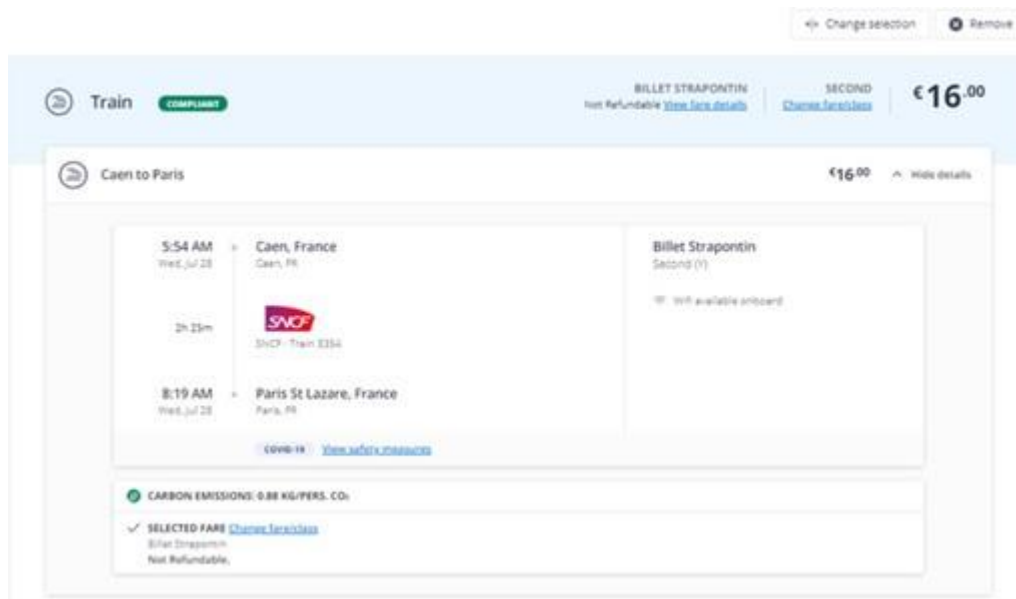 Change selection
Remove
Train
COMPLIANT
BILLET STRAPONTIN
Not Refundable View fare details
SECOND
Change fare/class
€16.00
Caen to Paris
€16.00
Hide details
5:54 AM
Wed, Jul 28
Caen, France
Caen, FR
2h 25m
SNCF
SNCF - Train 3354
8:19 AM
Wed, Jul 28
Paris St Lazare, France
Paris, FR
Billet Strapontin
Second (Y)
Wifi available onboard
COVID-19
View safety measures
CARBON EMISSIONS: 0.88 KG/PERS. CO₂
SELECTED FARE Change fare/class
Billet Strapontin
Not Refundable,